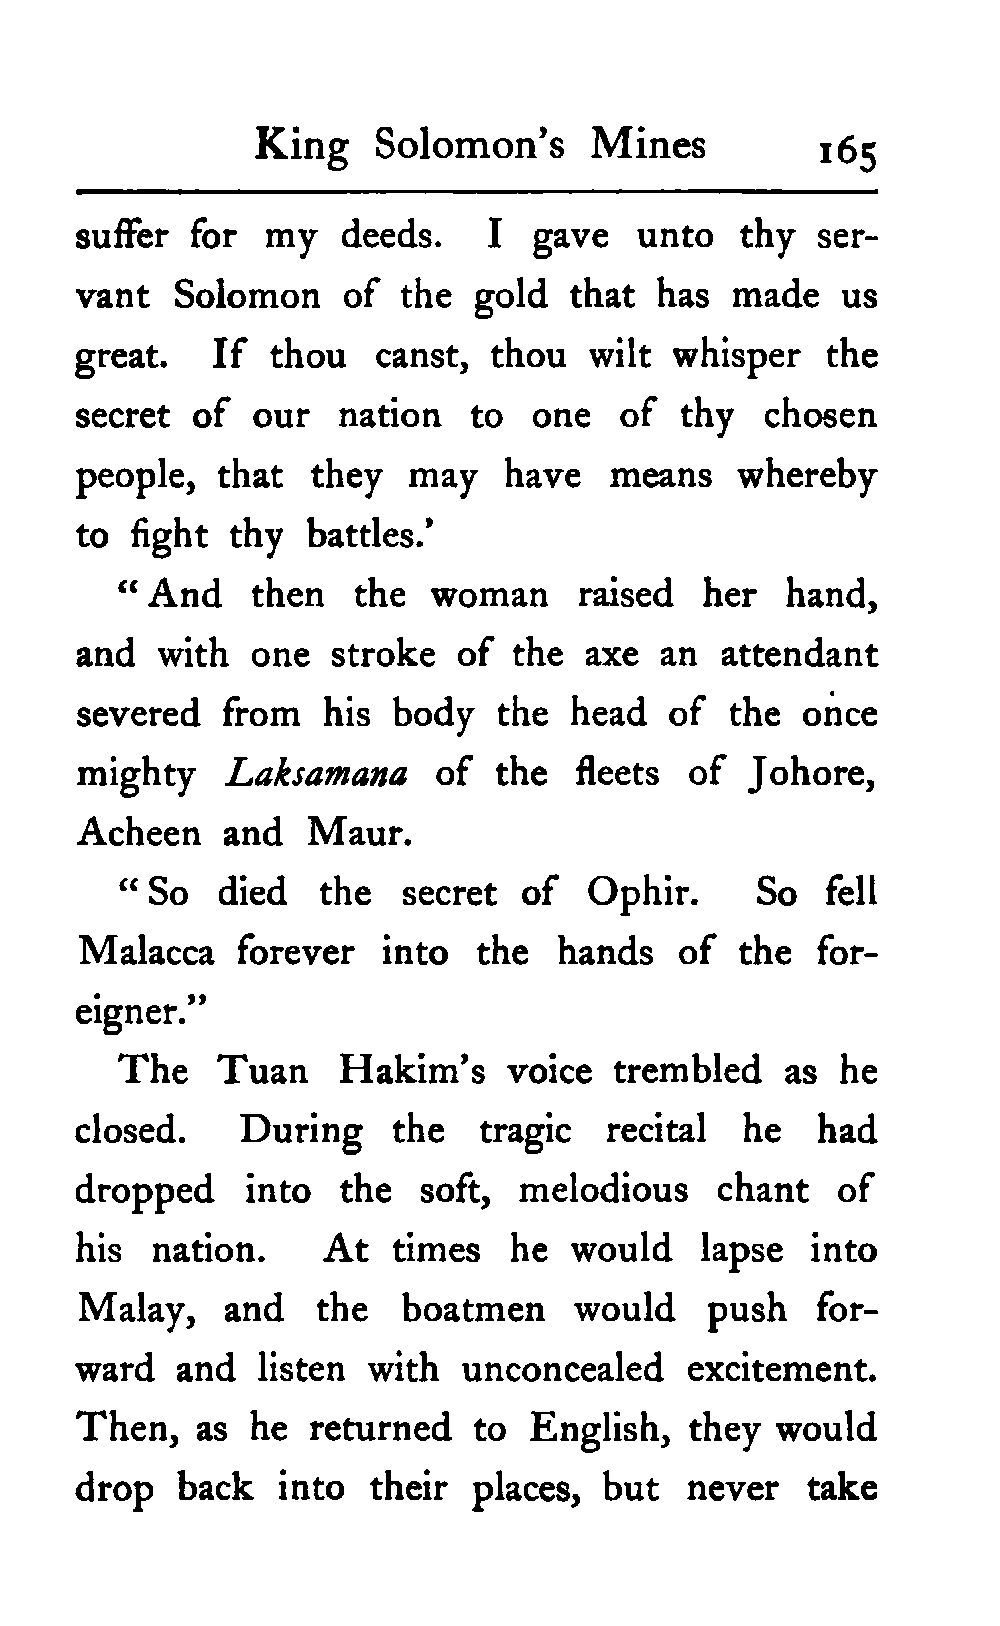 King Solomon's Mines 165
suffer for my deeds. I gave unto thy ser-
vant Solomon of the gold that has made us
great. If thou canst, thou wilt whisper the
secret of our nation to one of thy chosen
people, that they may have means whereby
to fight thy battles.'
"And then the woman raised her hand,
and with one stroke of the axe an attendant
severed from his body the head of the once
mighty Laksamana of the fleets of Johore,
Acheen and Maur.
"So died the secret of Ophir. So fell
Malacca forever into the hands of the for-
eigner."
The Tuan Hakim's voice trembled as he
closed. During the tragic recital he had
dropped into the soft, melodious chant of
his nation. At times he would lapse into
Malay, and the boatmen would push for-
ward and listen with unconcealed excitement.
Then, as he returned to English, they would
drop back into their places, but never take